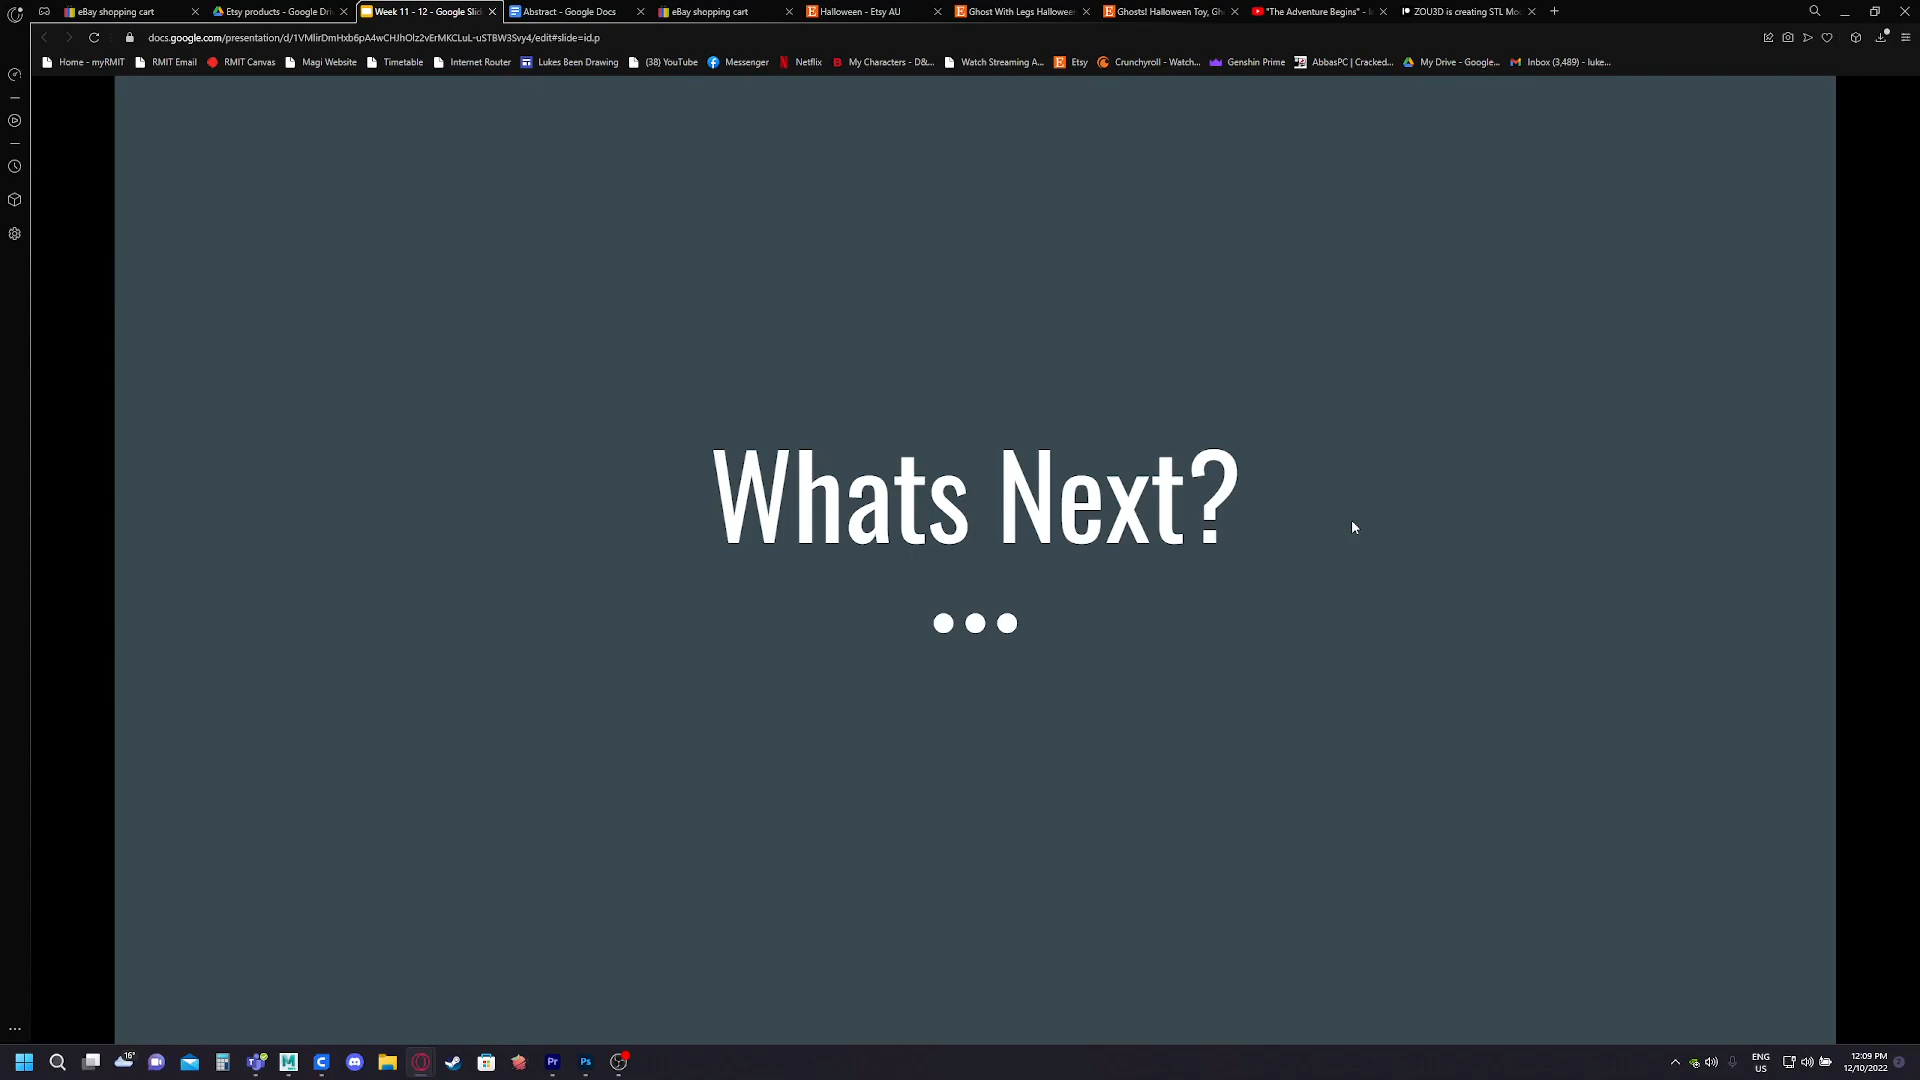 eBay shopping cart
Etsy products - Google Dri
Week 11 - 12 - Google Slid
Abstract - Google Docs
eBay shopping cart
Halloween - Etsy AU
Ghost With Legs Halloween
Ghosts! Halloween Toy, Gh
"The Adventure Begins" -
ZOU3D is creating STL Mo
docs.google.com/presentation/d/1VMlirDmHxb6pA4wCHJhOlz2vErMKCLuL-uSTBW3Svy4/edit#slide=id.p
Home - myRMIT
RMIT Email
RMIT Canvas
Magi Website
Timetable
Internet Router
Lukes Been Drawing
(38) YouTube
Messenger
Netflix
My Characters - D&...
Watch Streaming A...
Etsy
Crunchyroll - Watch...
Genshin Prime
AbbasPC | Cracked...
My Drive - Google...
Inbox (3,489) - luke...
Whats Next?
16°
ENG
US
12:09 PM
12/10/2022